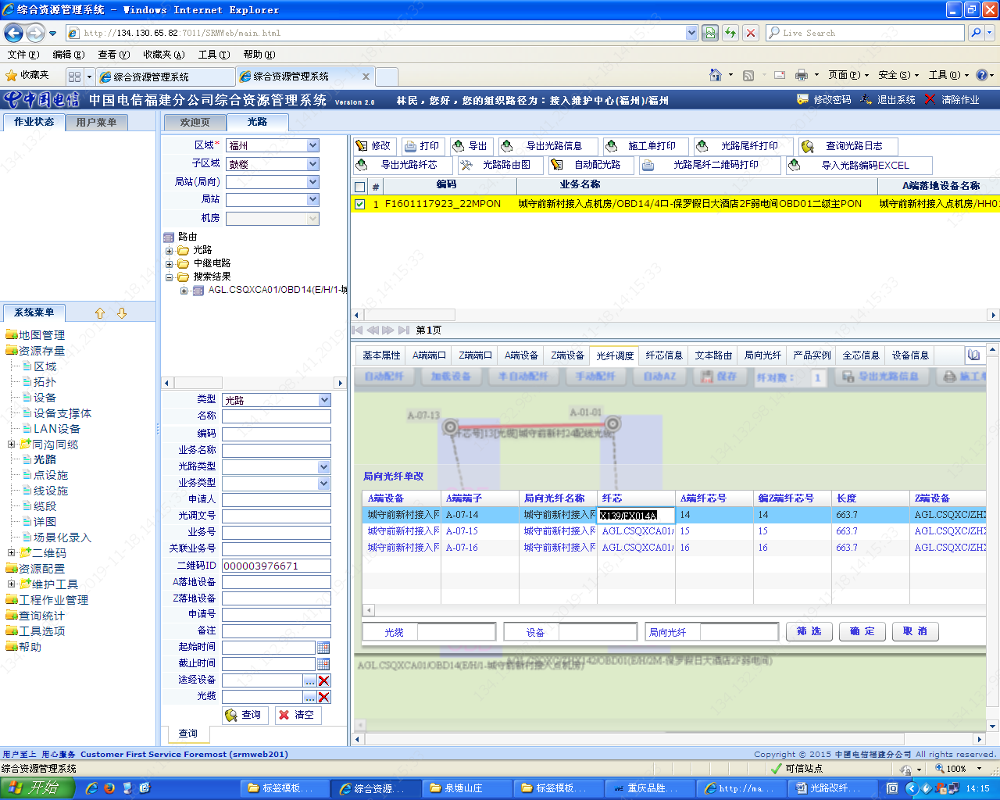 综合资源管理系统 - Windows Internet Explorer
http://134.130.65.82:7011/SRMWeb/main.html
Live Search
文件(F) 编辑(E) 查看(V) 收藏夹(A) 工具(T) 帮助(H)
收藏夹 综合资源管理系统 综合资源管理系统 页面(P) 安全(S) 工具(O)
中国电信 中国电信福建分公司综合资源管理系统 Version 2.0 林民，您好，您的组织路径为：接入维护中心(福州)/福州 修改密码 退出系统 清除作业
作业状态 用户菜单
系统菜单
地图管理
资源存量
区域
拓扑
设备
设备支撑体
LAN设备
同沟同缆
光路
点设施
线设施
缆段
详图
场景化录入
二维码
资源配置
维护工具
工程作业管理
查询统计
工具选项
帮助
欢迎页 光路
区域* 福州
子区域 鼓楼
局站(局向)
局站
机房
路由
光路
中继电路
搜索结果
AGL.CSQXCA01/OBD14(E/H/1-城
类型 光路
名称
编码
业务名称
光路类型
业务类型
申请人
光调文号
业务号
关联业务号
二维码ID 000003976671
A落地设备
Z落地设备
申请号
备注
起始时间
截止时间
途经设备 ...
光缆 ...
查询 清空
查询
修改 打印 导出 导出光路信息 施工单打印 光路尾纤打印 查询光路日志
导出光路纤芯 光路路由图 自动配光路 光路尾纤二维码打印 导入光路编码EXCEL
# 编码 业务名称 A端落地设备名称
1 F1601117923_22MPON 城守前新村接入点机房/OBD14/4口-保罗假日大酒店2F弱电间OBD01二级主PON 城守前新村接入点机房/HH01
第1页
基本属性 A端端口 Z端端口 A端设备 Z端设备 光纤调度 纤芯信息 文本路由 局向光纤 产品实例 全芯信息 设备信息
自动配纤 加载设备 半自动配纤 手动配纤 自动AZ 保存 纤对数： 1 导出光路信息 施工单
A-07-13 A-01-01
芯号]13[光缆]城守前新村24配线光缆
局向光纤单改
A端设备 A端端子 局向光纤名称 纤芯 A端纤芯号 编Z端纤芯号 长度 Z端设备
城守前新村接入网 A-07-14 城守前新村接入网 X139/FX014A 14 14 663.7 AGL.CSQXC/ZHX
城守前新村接入网 A-07-15 城守前新村接入网 AGL.CSQXCA01/ 15 15 663.7 AGL.CSQXC/ZHX
城守前新村接入网 A-07-16 城守前新村接入网 AGL.CSQXCA01/ 16 16 663.7 AGL.CSQXC/ZHX
光缆 设备 局向光纤 筛 选 确 定 取 消
AGL.CSQXCA01/OBD14(E/H/1-城守前新村接入点机房)
AGL.CSQXC/ZHX142/OBD01(E/H/2M-保罗假日大酒店2F弱电间)
用户至上 用心服务 Customer First Service Foremost (srmweb201) Copyright © 2015 中国电信福建分公司 All rights reserved.
综合资源管理系统 可信站点 100%
开始 标签模板... 综合资源... 泉塘山庄 标签模板... 重庆品胜... http://ma... 光路改纤... 14:15